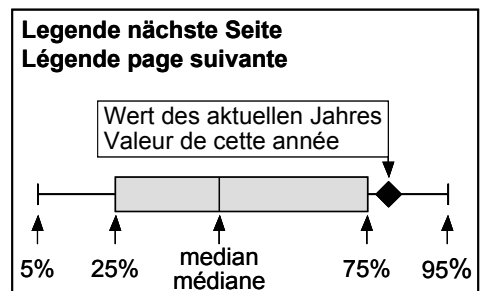 Legende nächste Seite
Légende page suivante
Wert des aktuellen Jahres
Valeur de cette année
5% 25% median 75% 95%
médiane